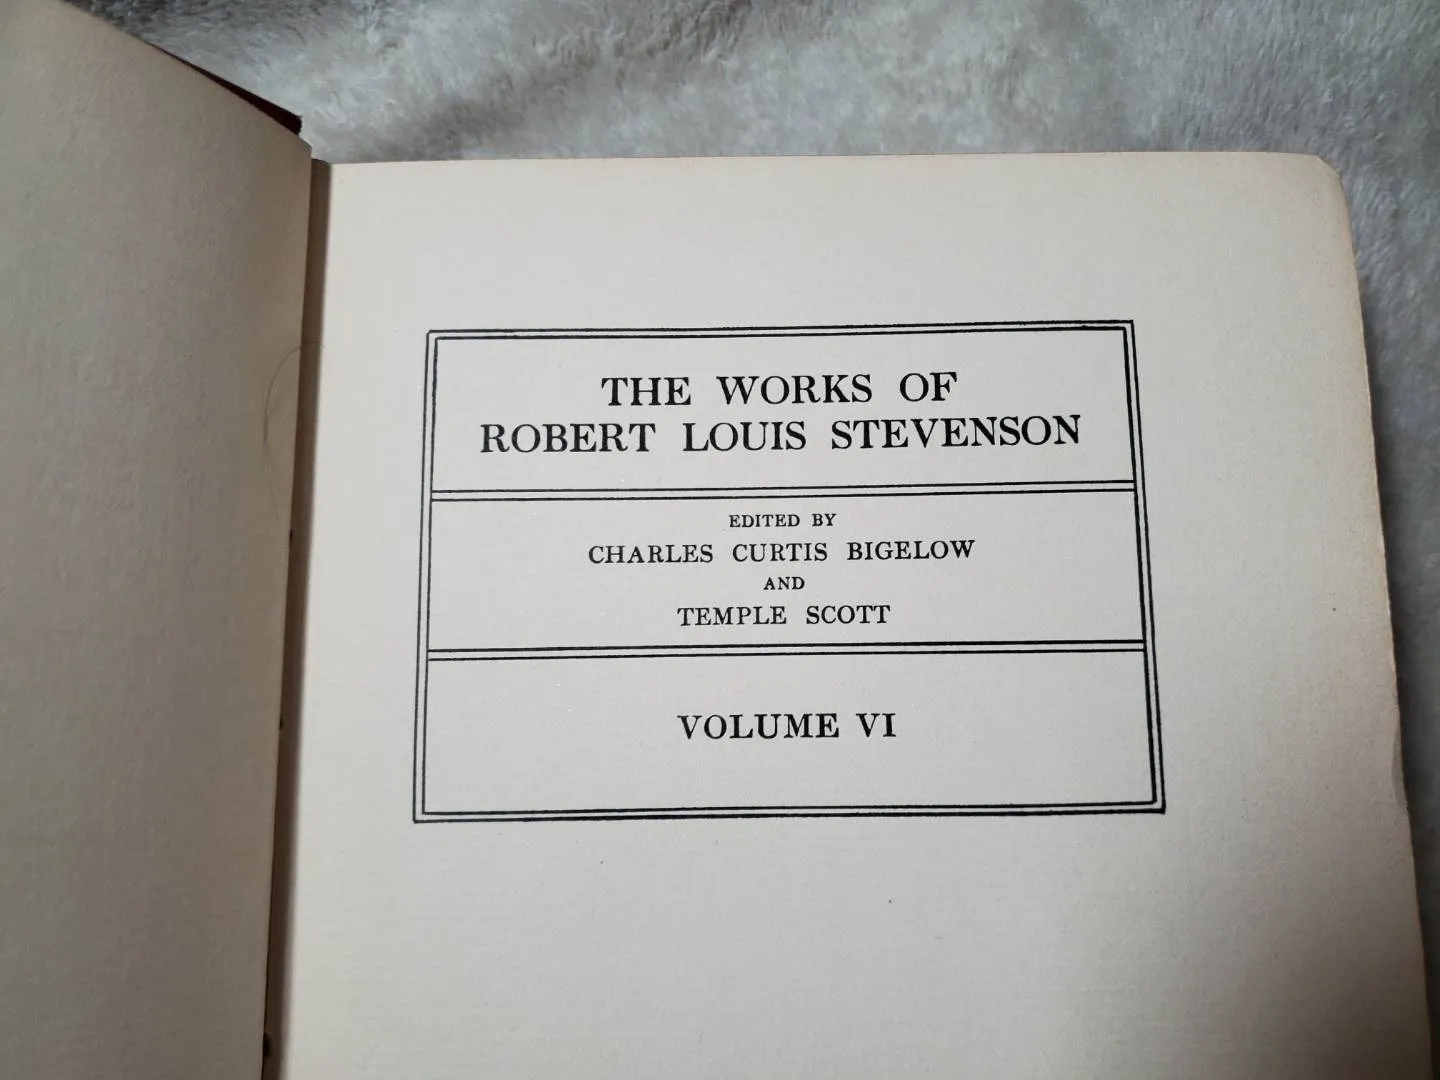 THE WORKS OF
ROBERT LOUIS STEVENSON
EDITED BY
CHARLES CURTIS BIGELOW
AND
TEMPLE SCOTT
VOLUME VI